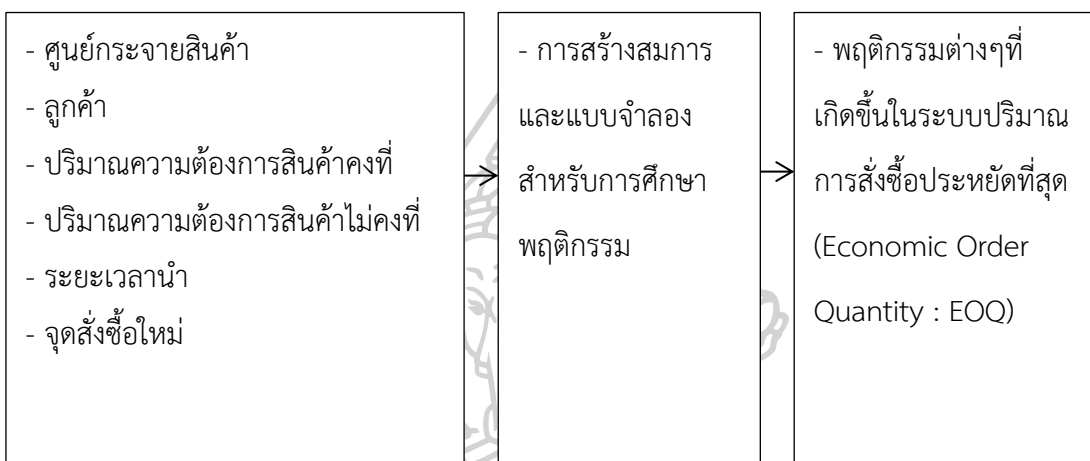 - ศูนย์กระจายสินค้า
- ลูกค้า
- ปริมาณความต้องการสินค้าคงที่
- ปริมาณความต้องการสินค้าไม่คงที่
- ระยะเวลานำ
- จุดสั่งซื้อใหม่
- การสร้างสมการ
และแบบจำลอง
สำหรับการศึกษา
พฤติกรรม
- พฤติกรรมต่างๆที่
เกิดขึ้นในระบบปริมาณ
การสั่งซื้อประหยัดที่สุด
(Economic Order
Quantity : EOQ)